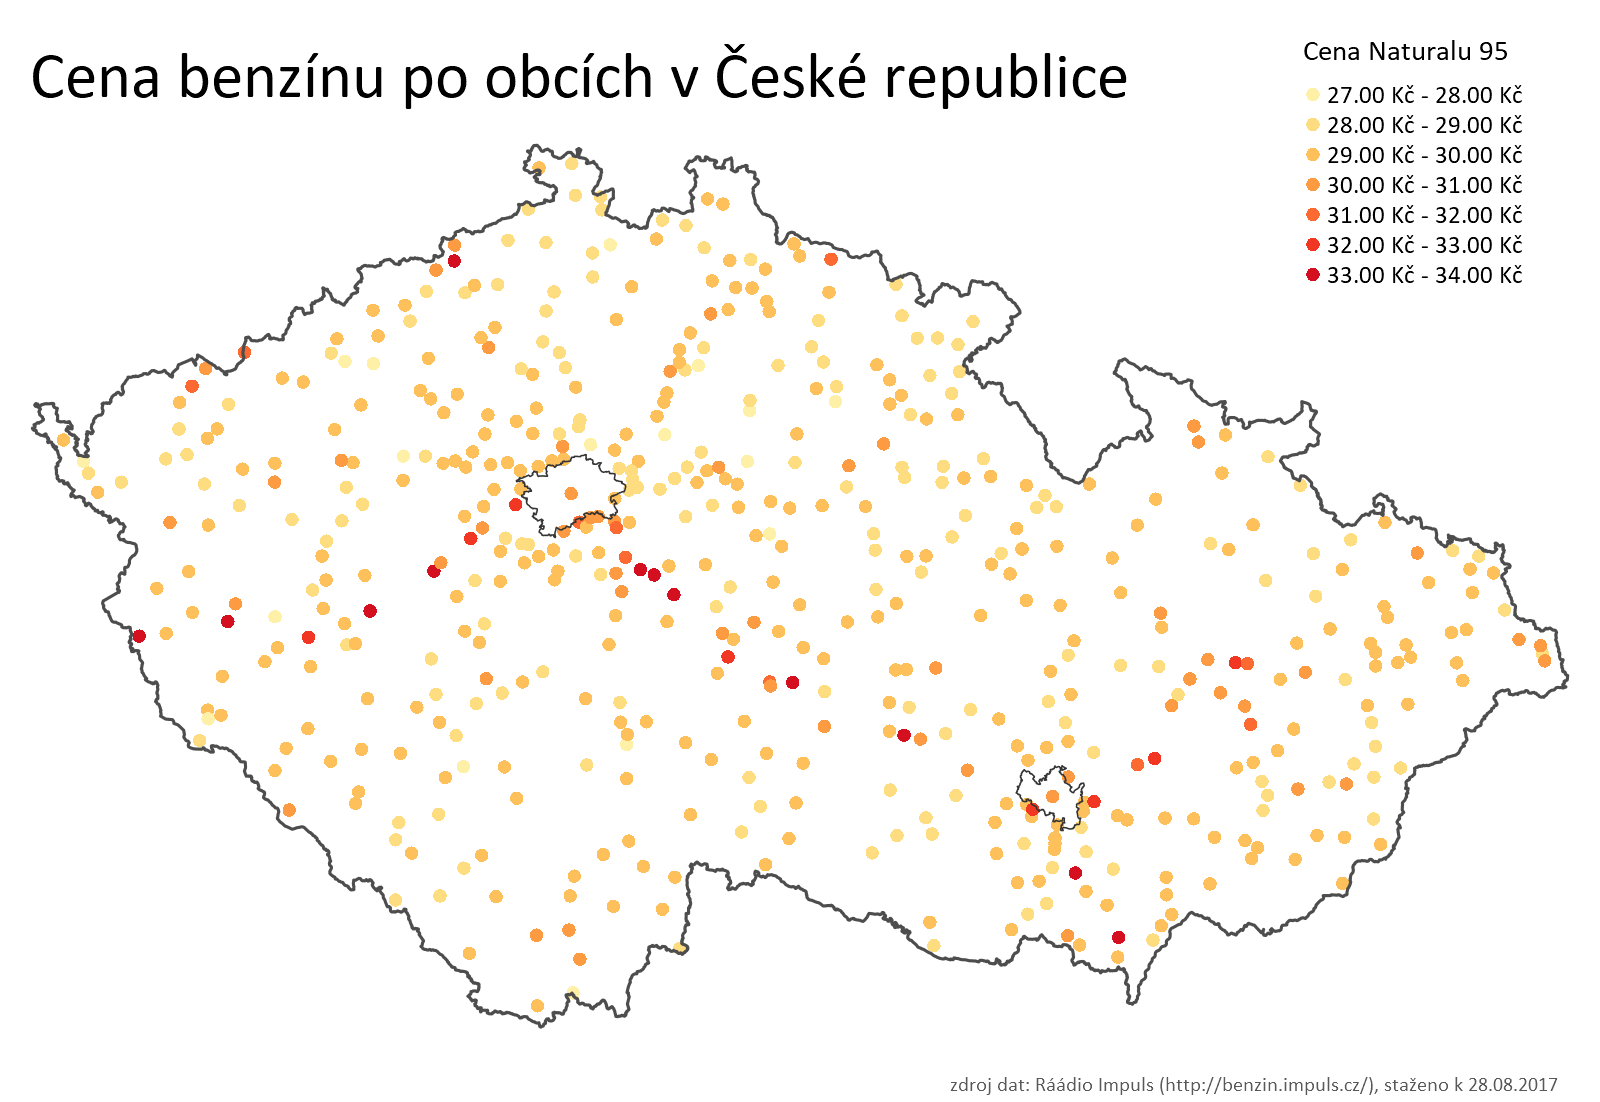 Cena benzínu po obcích v České republice
Cena Naturalu 95
27.00 Kč - 28.00 Kč
28.00 Kč - 29.00 Kč
29.00 Kč - 30.00 Kč
30.00 Kč - 31.00 Kč
31.00 Kč - 32.00 Kč
32.00 Kč - 33.00 Kč
33.00 Kč - 34.00 Kč
zdroj dat: Ráádio Impuls (http://benzin.impuls.cz/), staženo k 28.08.2017